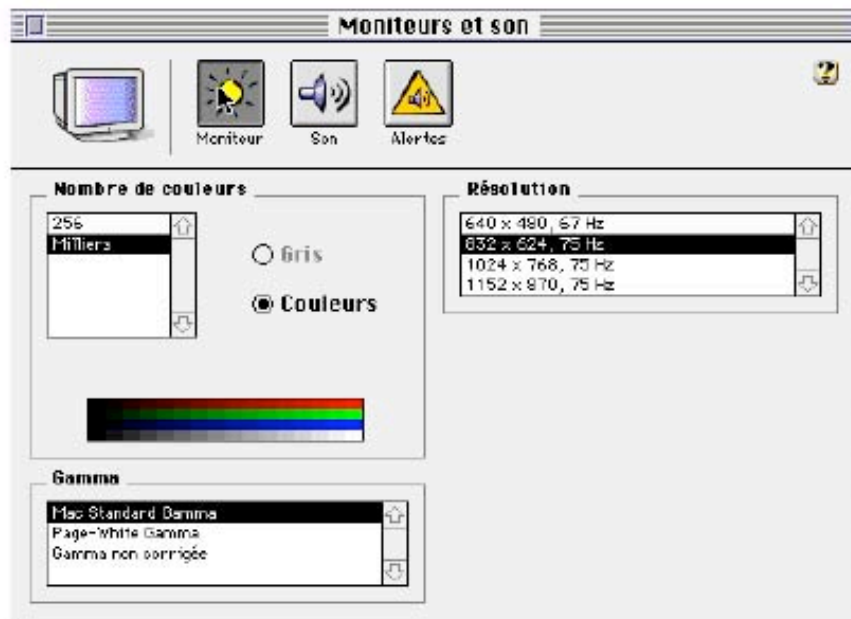 Moniteurs et son
Moniteur
Son
Alertes
Nombre de couleurs
256
Milliers
Gris
Couleurs
Résolution
640 x 480, 67 Hz
832 x 624, 75 Hz
1024 x 768, 75 Hz
1152 x 870, 75 Hz
Gamma
Mac Standard Gamma
Page-White Gamma
Gamma non corrigée